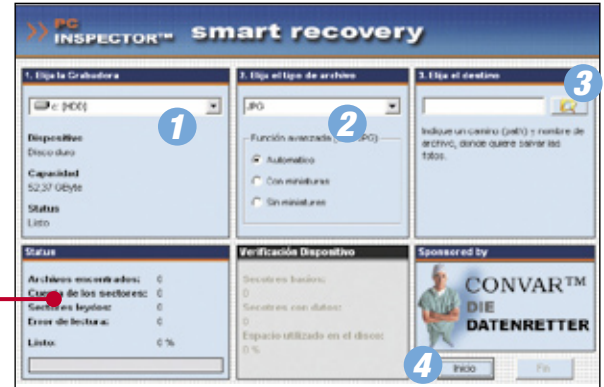 PC
INSPECTOR™ smart recovery
1. Elija la Grabadora
c: (HDD)
1
Dispositivo
Disco duro
Capacidad
52,37 GByte
Status
Listo
2. Elija el tipo de archivo
JPG
2
Función avanzada JPG)
Automatico
Con miniaturas
Sin miniaturas
3. Elija el destino
3
Indique un camino (path) y nombre de
archivo, donde quiere salvar las
fotos.
Status
Archivos encontrados: 0
Cuenta de los sectores: 0
Sectores leydos: 0
Error de lectura: 0
Listo: 0 %
Verificación Dispositivo
Sectores basios:
0
Sectores con datos:
0
Espacio utilizado en el disco:
0 %
Sponsored by
CONVAR™
DIE
DATENRETTER
4
Inicio
Fin